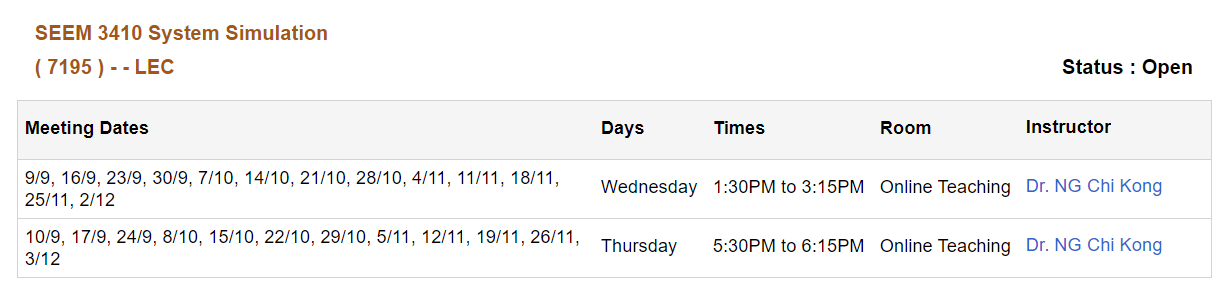 SEEM 3410 System Simulation
( 7195 ) - - LEC Status : Open
Meeting Dates Days Times Room Instructor
9/9, 16/9, 23/9, 30/9, 7/10, 14/10, 21/10, 28/10, 4/11, 11/11, 18/11,
25/11, 2/12
Wednesday 1:30PM to 3:15PM Online Teaching Dr. NG Chi Kong
10/9, 17/9, 24/9, 8/10, 15/10, 22/10, 29/10, 5/11, 12/11, 19/11, 26/11,
3/12
Thursday 5:30PM to 6:15PM Online Teaching Dr. NG Chi Kong